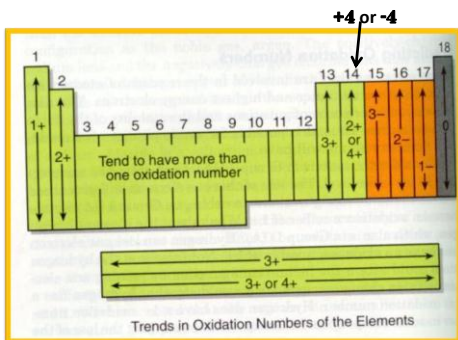 +4 or -4
1
18
2
13 14 15 16 17
3 4 5 6 7 8 9 10 11 12
1+
2+
Tend to have more than
one oxidation number
3+
2+
or
4+
3–
2–
1–
0
3+
3+ or 4+
Trends in Oxidation Numbers of the Elements